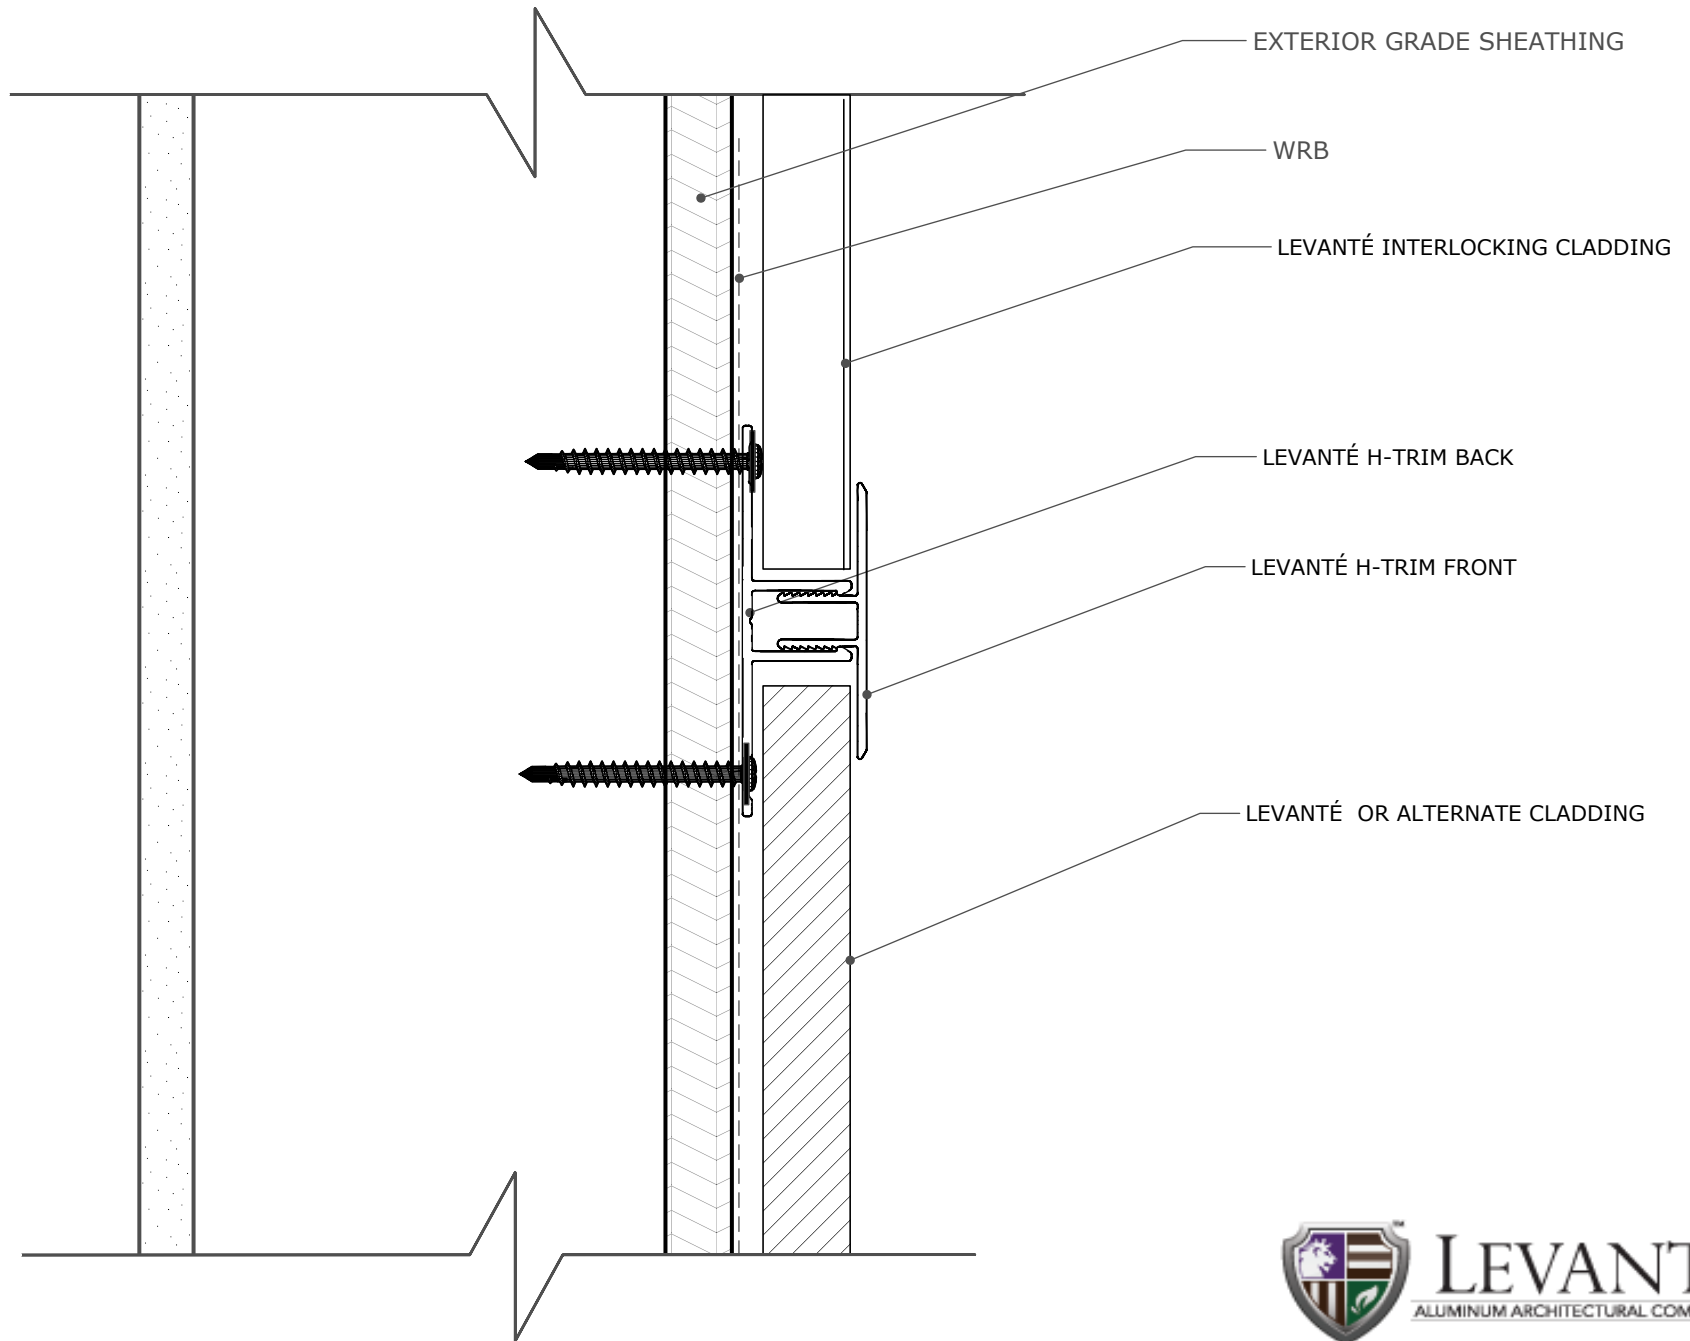 EXTERIOR GRADE SHEATHING
WRB
LEVANTÉ INTERLOCKING CLADDING
LEVANTÉ H-TRIM BACK
LEVANTÉ H-TRIM FRONT
LEVANTÉ  OR ALTERNATE CLADDING
™
LEVANT
ALUMINUM ARCHITECTURAL COM